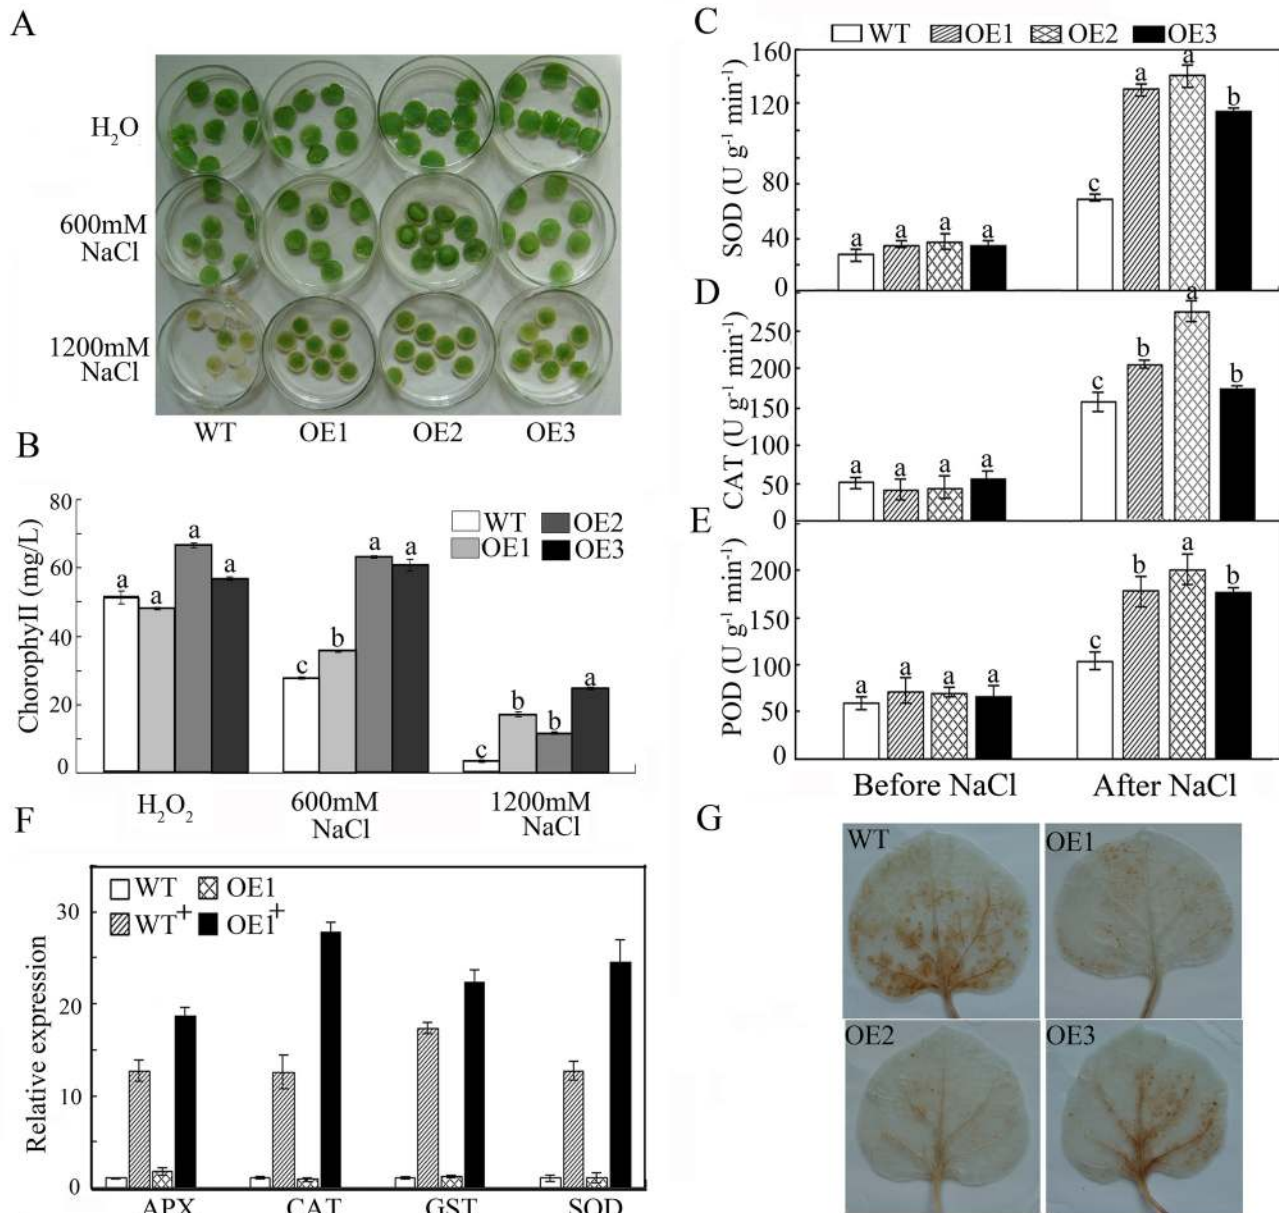 A
H₂O
600mM
NaCl
1200mM
NaCl
WT OE1 OE2 OE3
B
ChorophyII (mg/L)
80
60
40
20
0
WT OE2
OE1 OE3
a a a a
c b a a
c b b a
H₂O₂ 600mM NaCl 1200mM NaCl
C
WT OE1 OE2 OE3
SOD (U g⁻¹ min⁻¹)
160
120
80
40
0
a a a a
c a a b
D
CAT (U g⁻¹ min⁻¹)
250
200
150
100
50
0
a a a a
c b a b
E
POD (U g⁻¹ min⁻¹)
200
150
100
50
0
a a a a
c b a b
Before NaCl After NaCl
F
Relative expression
30
20
10
0
WT OE1
WT⁺ OE1⁺
APX CAT GST SOD
G
WT OE1
OE2 OE3